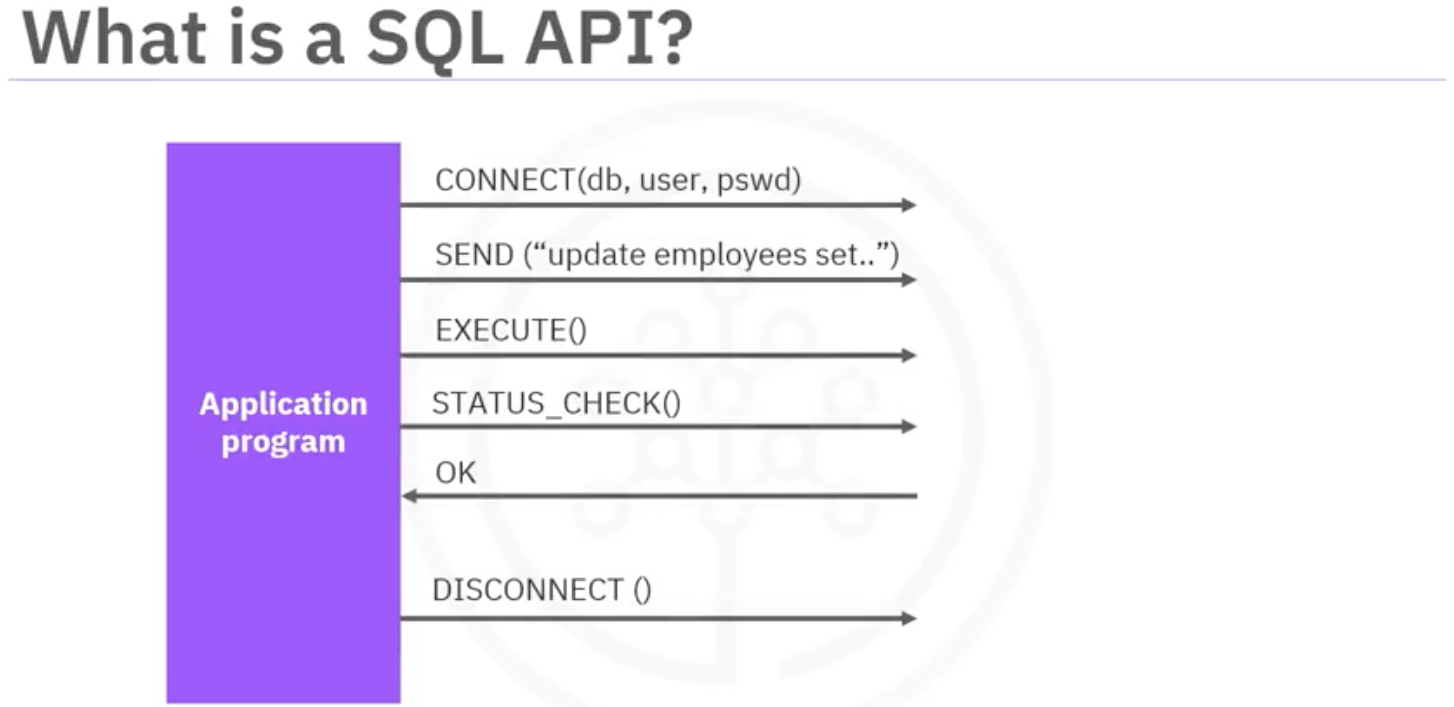 What is a SQL API?
CONNECT(db, user, pswd)
SEND (“update employees set..”)
EXECUTE()
STATUS_CHECK()
Application
program
OK
DISCONNECT ()